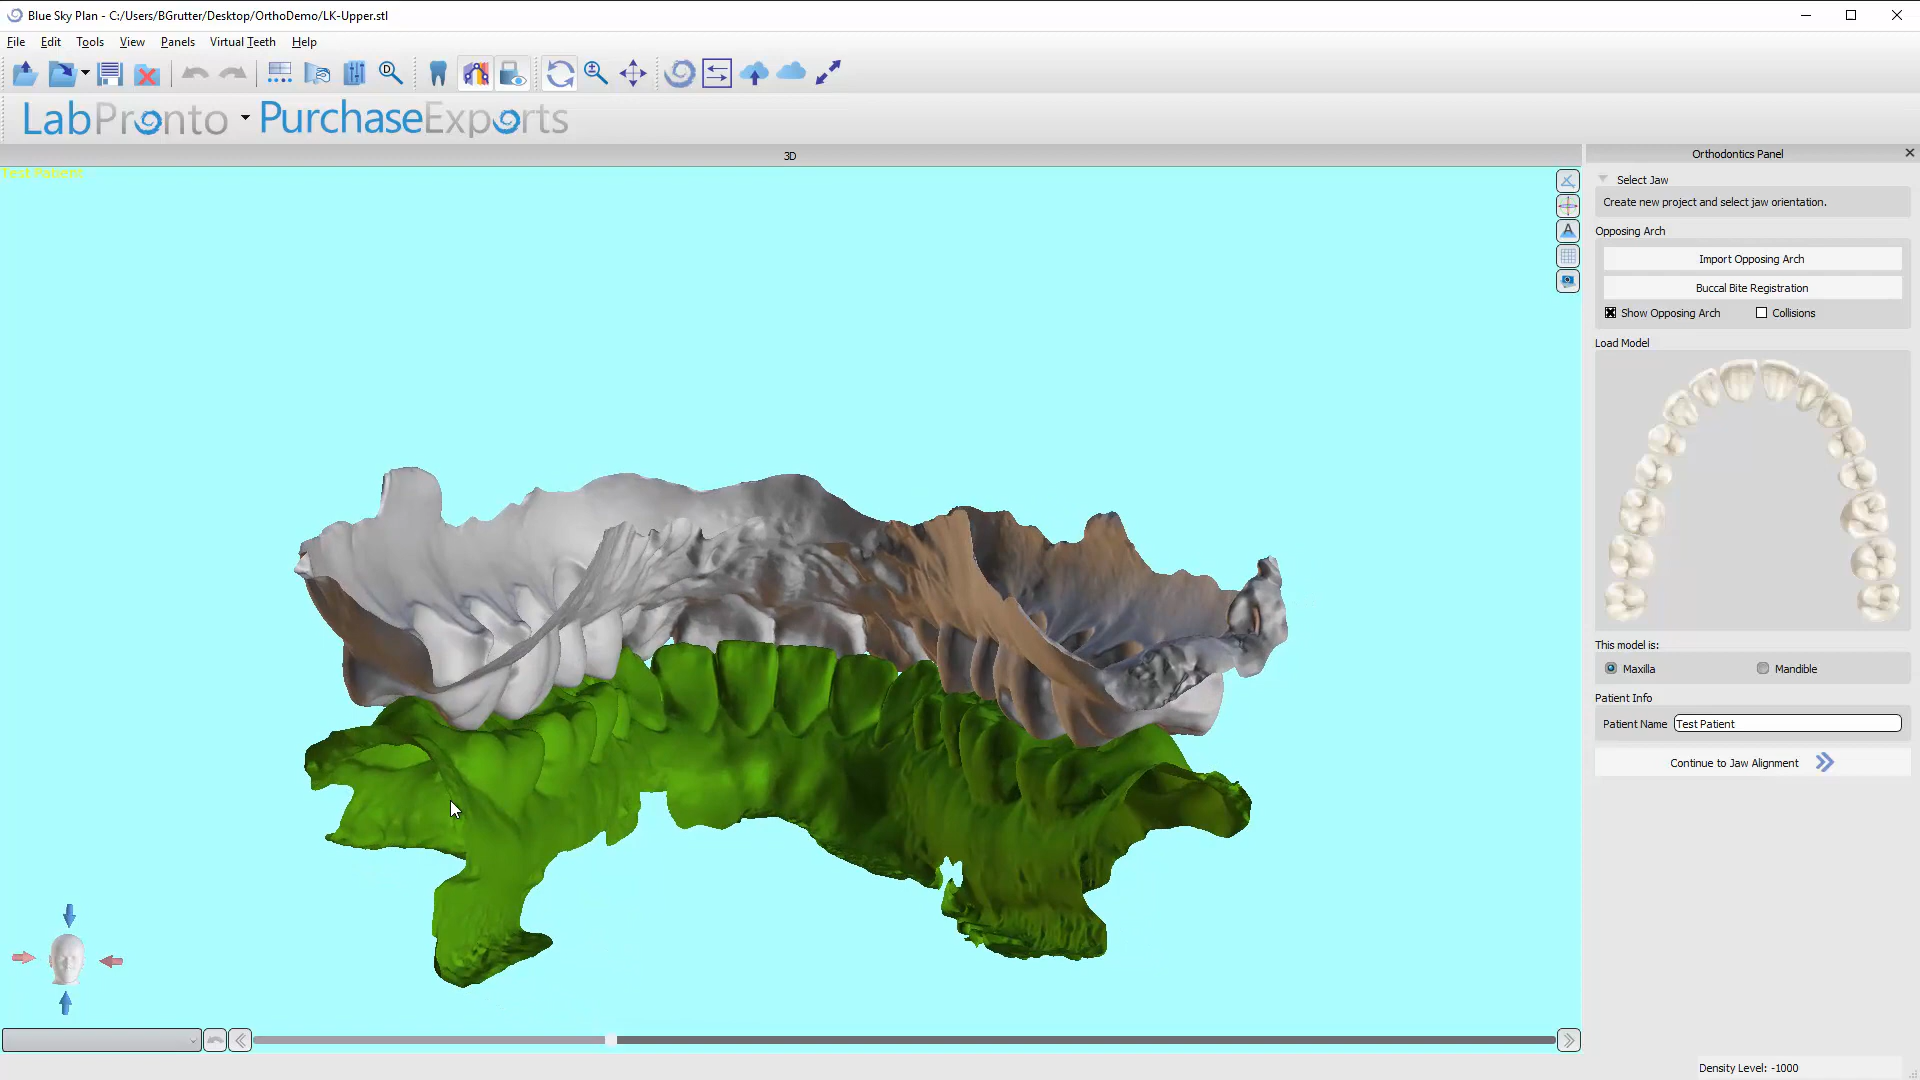 Blue Sky Plan - C:/Users/BGrutter/Desktop/OrthoDemo/LK-Upper.stl
File Edit Tools View Panels Virtual Teeth Help
LabPronto PurchaseExports
3D
Test Patient
Orthodontics Panel
Select Jaw
Create new project and select jaw orientation.
Opposing Arch
Import Opposing Arch
Buccal Bite Registration
Show Opposing Arch Collisions
Load Model
This model is:
Maxilla Mandible
Patient Info
Patient Name Test Patient
Continue to Jaw Alignment
Density Level: -1000